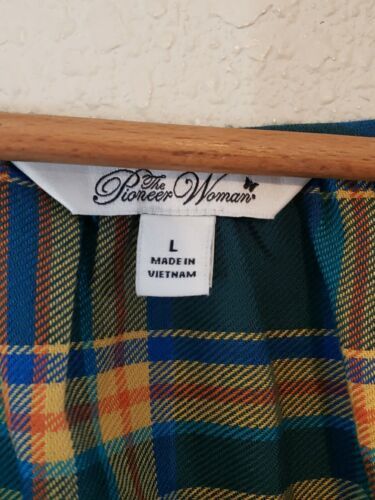 The
Pioneer Woman
L
MADE IN
VIETNAM